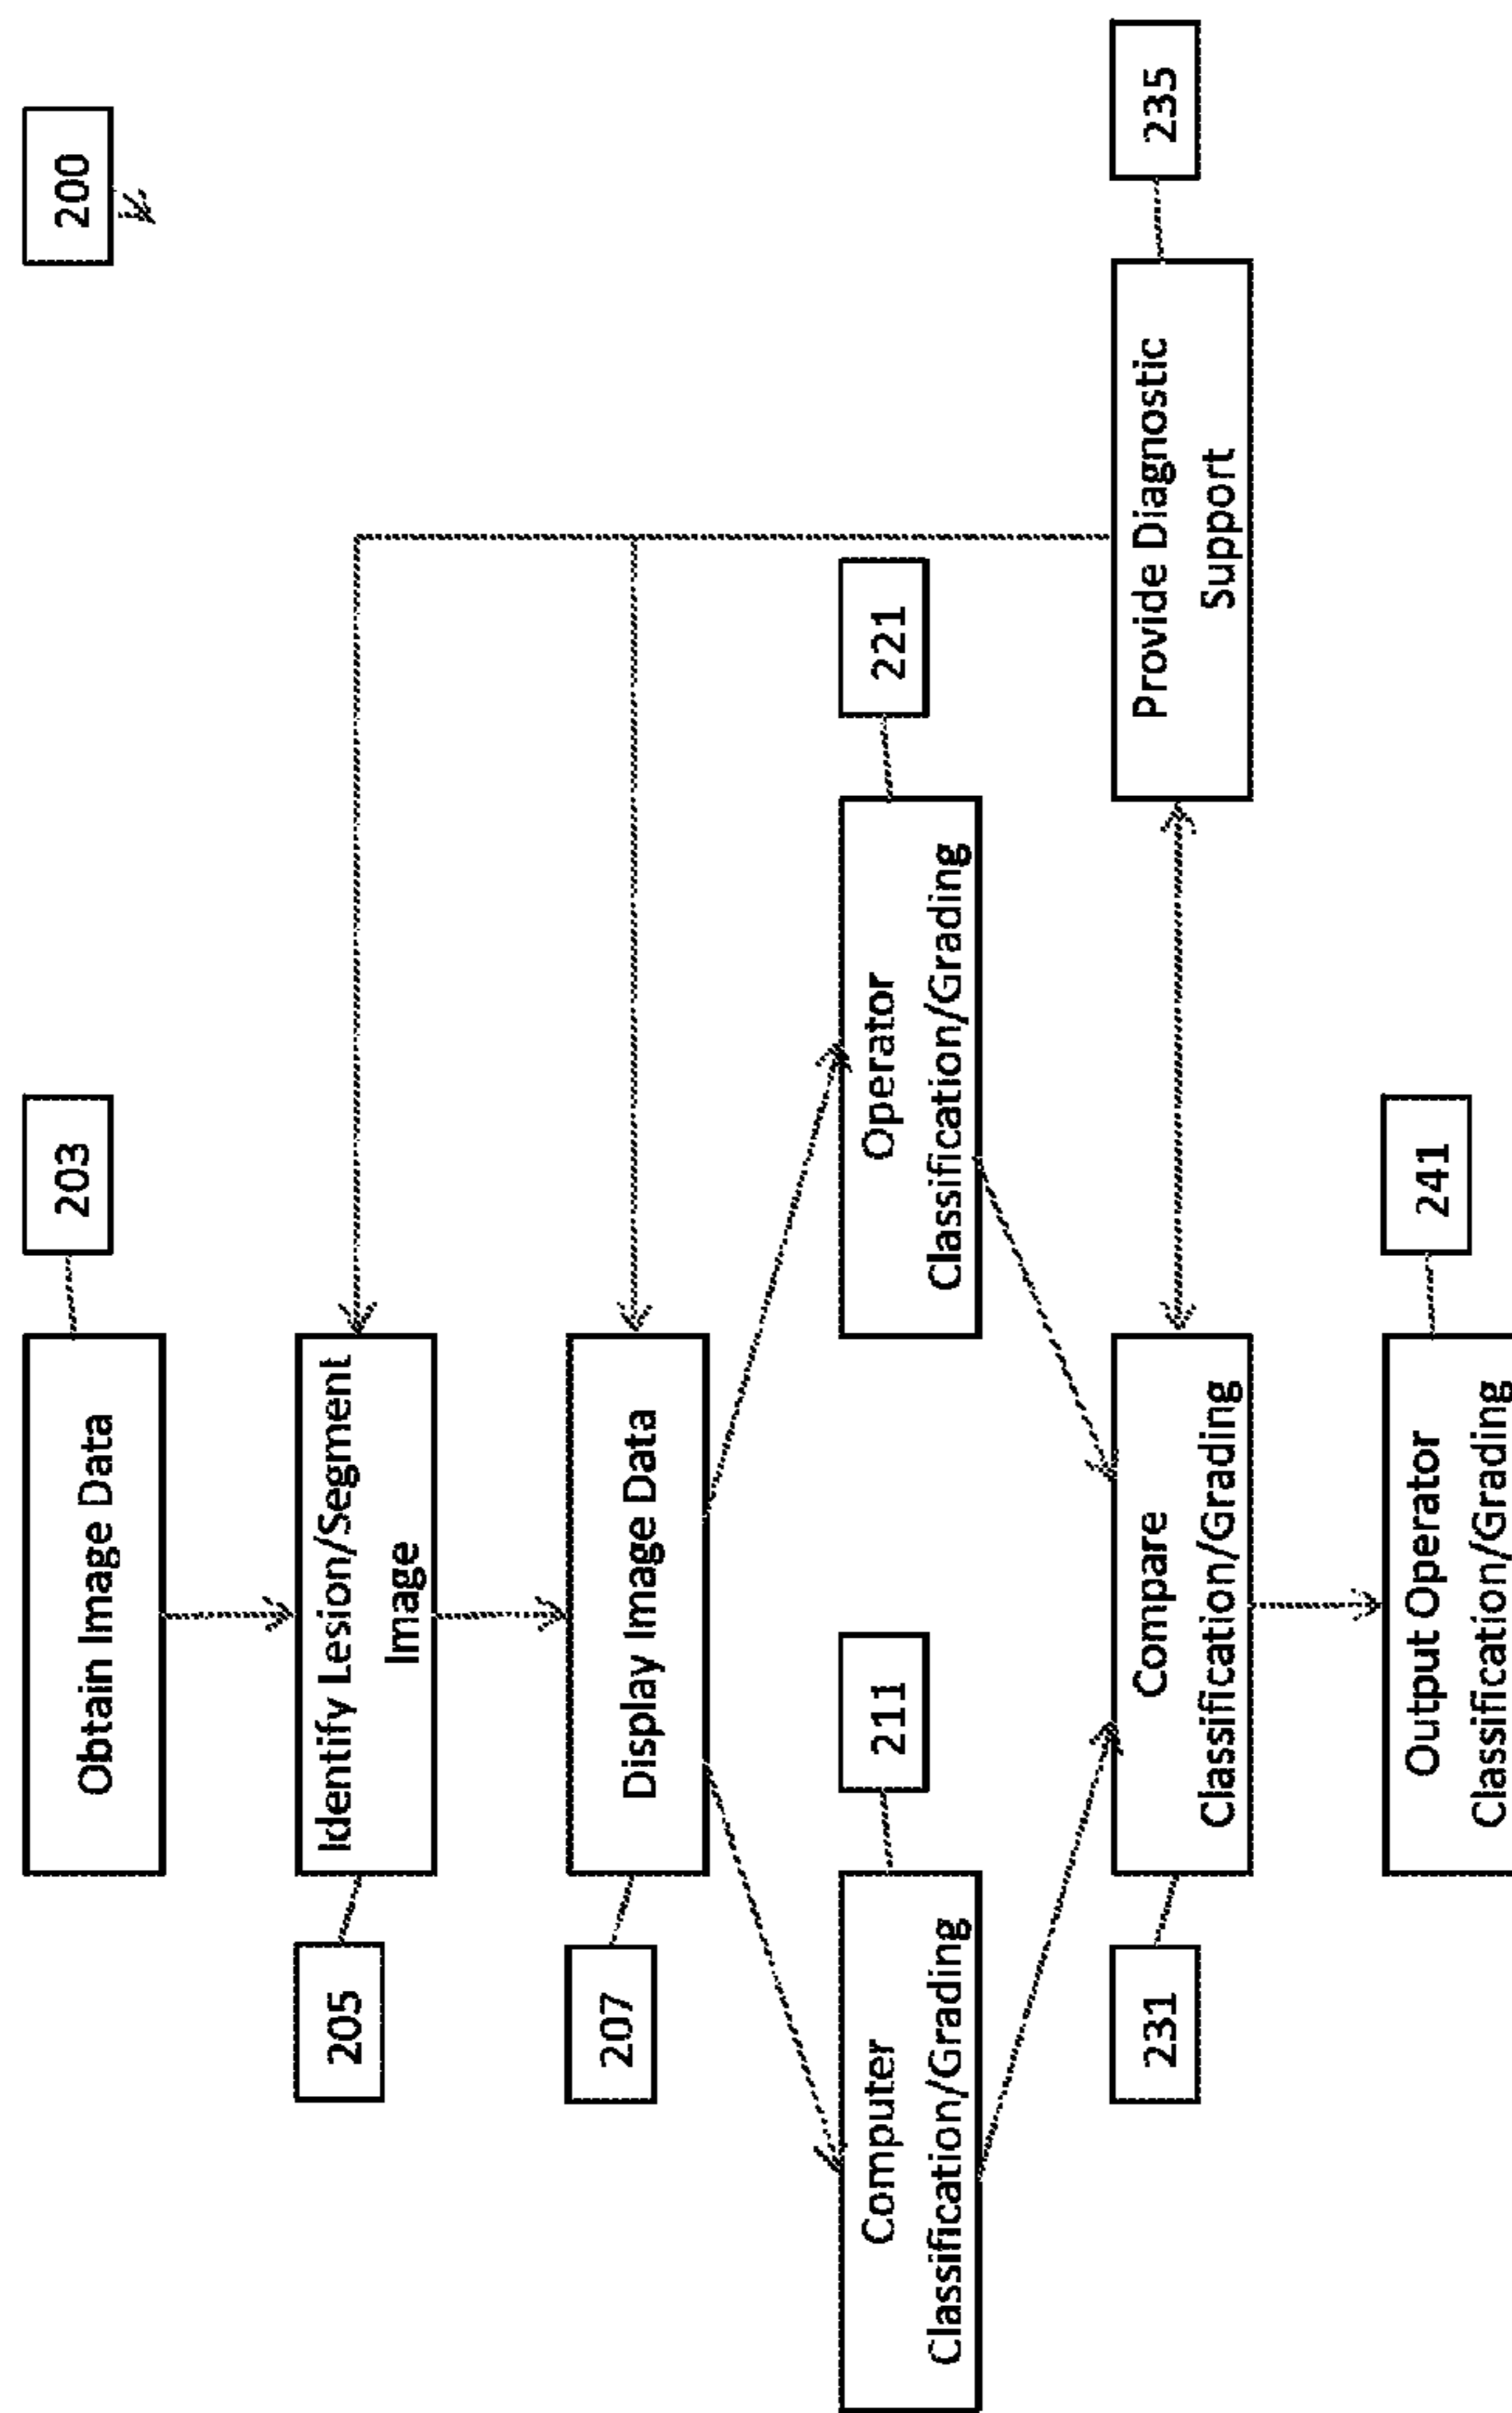 200
203
Obtain Image Data
205
Identify Lesion/Segment
Image
207
Display Image Data
211
Computer
Classification/Grading
221
Operator
Classification/Grading
231
Compare
Classification/Grading
235
Provide Diagnostic
Support
241
Output Operator
Classification/Grading